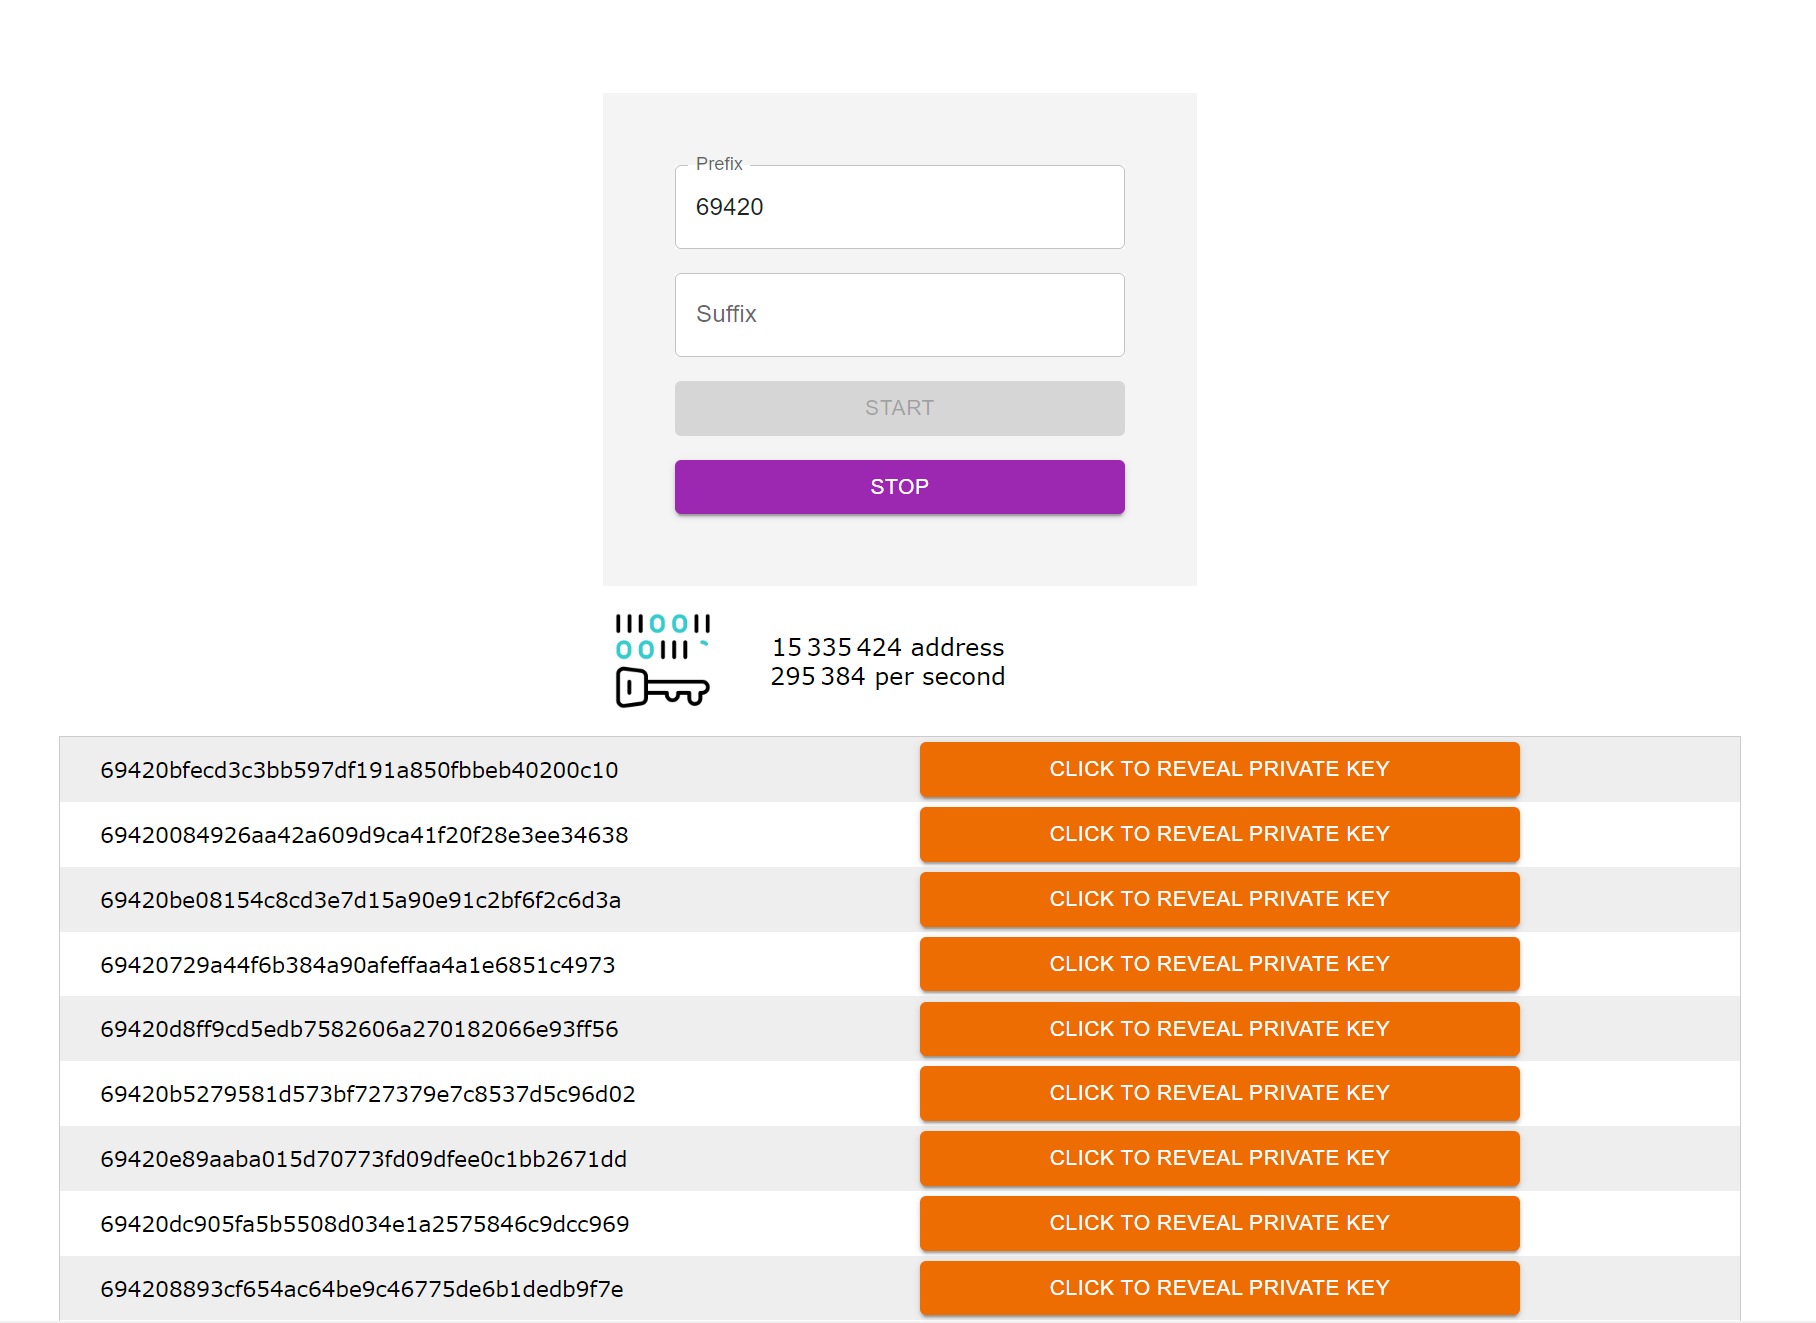 Prefix
69420
Suffix
START
STOP
15 335 424 address
295 384 per second
69420bfecd3c3bb597df191a850fbbeb40200c10 CLICK TO REVEAL PRIVATE KEY
69420084926aa42a609d9ca41f20f28e3ee34638 CLICK TO REVEAL PRIVATE KEY
69420be08154c8cd3e7d15a90e91c2bf6f2c6d3a CLICK TO REVEAL PRIVATE KEY
69420729a44f6b384a90afeffaa4a1e6851c4973 CLICK TO REVEAL PRIVATE KEY
69420d8ff9cd5edb7582606a270182066e93ff56 CLICK TO REVEAL PRIVATE KEY
69420b5279581d573bf727379e7c8537d5c96d02 CLICK TO REVEAL PRIVATE KEY
69420e89aaba015d70773fd09dfee0c1bb2671dd CLICK TO REVEAL PRIVATE KEY
69420dc905fa5b5508d034e1a2575846c9dcc969 CLICK TO REVEAL PRIVATE KEY
694208893cf654ac64be9c46775de6b1dedb9f7e CLICK TO REVEAL PRIVATE KEY